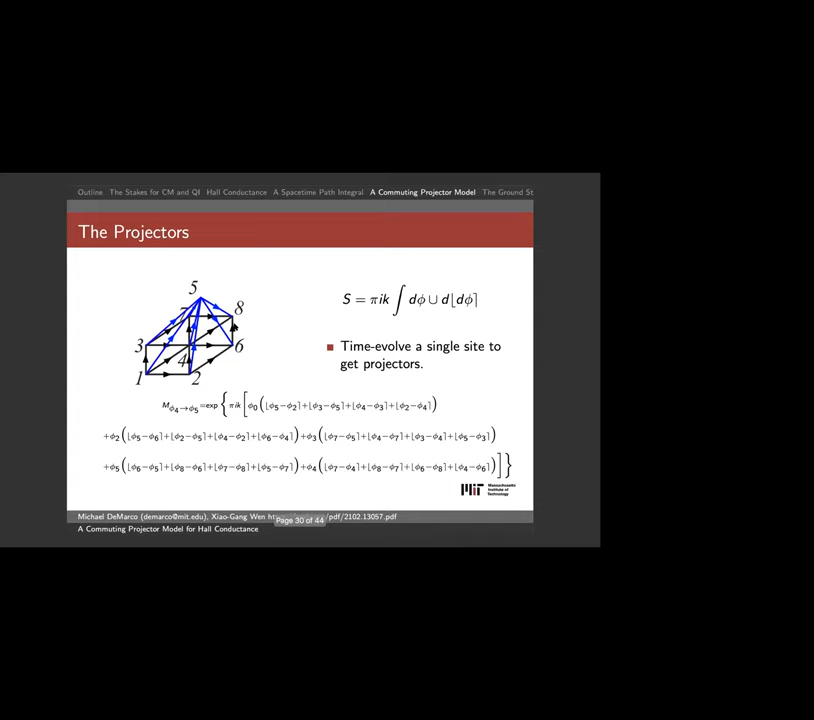 Outline The Stakes for CM and QI Hall Conductance A Spacetime Path Integral A Commuting Projector Model The Ground St
The Projectors
5
7 8
3 4 6
1 2
S = πik ∫ dϕ ∪ d⌊dϕ⌉
Time-evolve a single site to
get projectors.
M_{ϕ₄→ϕ₅}=exp { πik [ ϕ₀(⌊ϕ₅−ϕ₂⌉+⌊ϕ₃−ϕ₅⌉+⌊ϕ₄−ϕ₃⌉+⌊ϕ₂−ϕ₄⌉)
+ϕ₂(⌊ϕ₅−ϕ₆⌉+⌊ϕ₂−ϕ₅⌉+⌊ϕ₄−ϕ₂⌉+⌊ϕ₆−ϕ₄⌉)+ϕ₃(⌊ϕ₇−ϕ₅⌉+⌊ϕ₄−ϕ₇⌉+⌊ϕ₃−ϕ₄⌉+⌊ϕ₅−ϕ₃⌉)
+ϕ₅(⌊ϕ₆−ϕ₅⌉+⌊ϕ₈−ϕ₆⌉+⌊ϕ₇−ϕ₈⌉+⌊ϕ₅−ϕ₇⌉)+ϕ₄(⌊ϕ₇−ϕ₄⌉+⌊ϕ₈−ϕ₇⌉+⌊ϕ₆−ϕ₈⌉+⌊ϕ₄−ϕ₆⌉)]}
Massachusetts
Institute of
Technology
Michael DeMarco (demarco@mit.edu), Xiao-Gang Wen /pdf/2102.13057.pdf
Page 30 of 44
A Commuting Projector Model for Hall Conductance